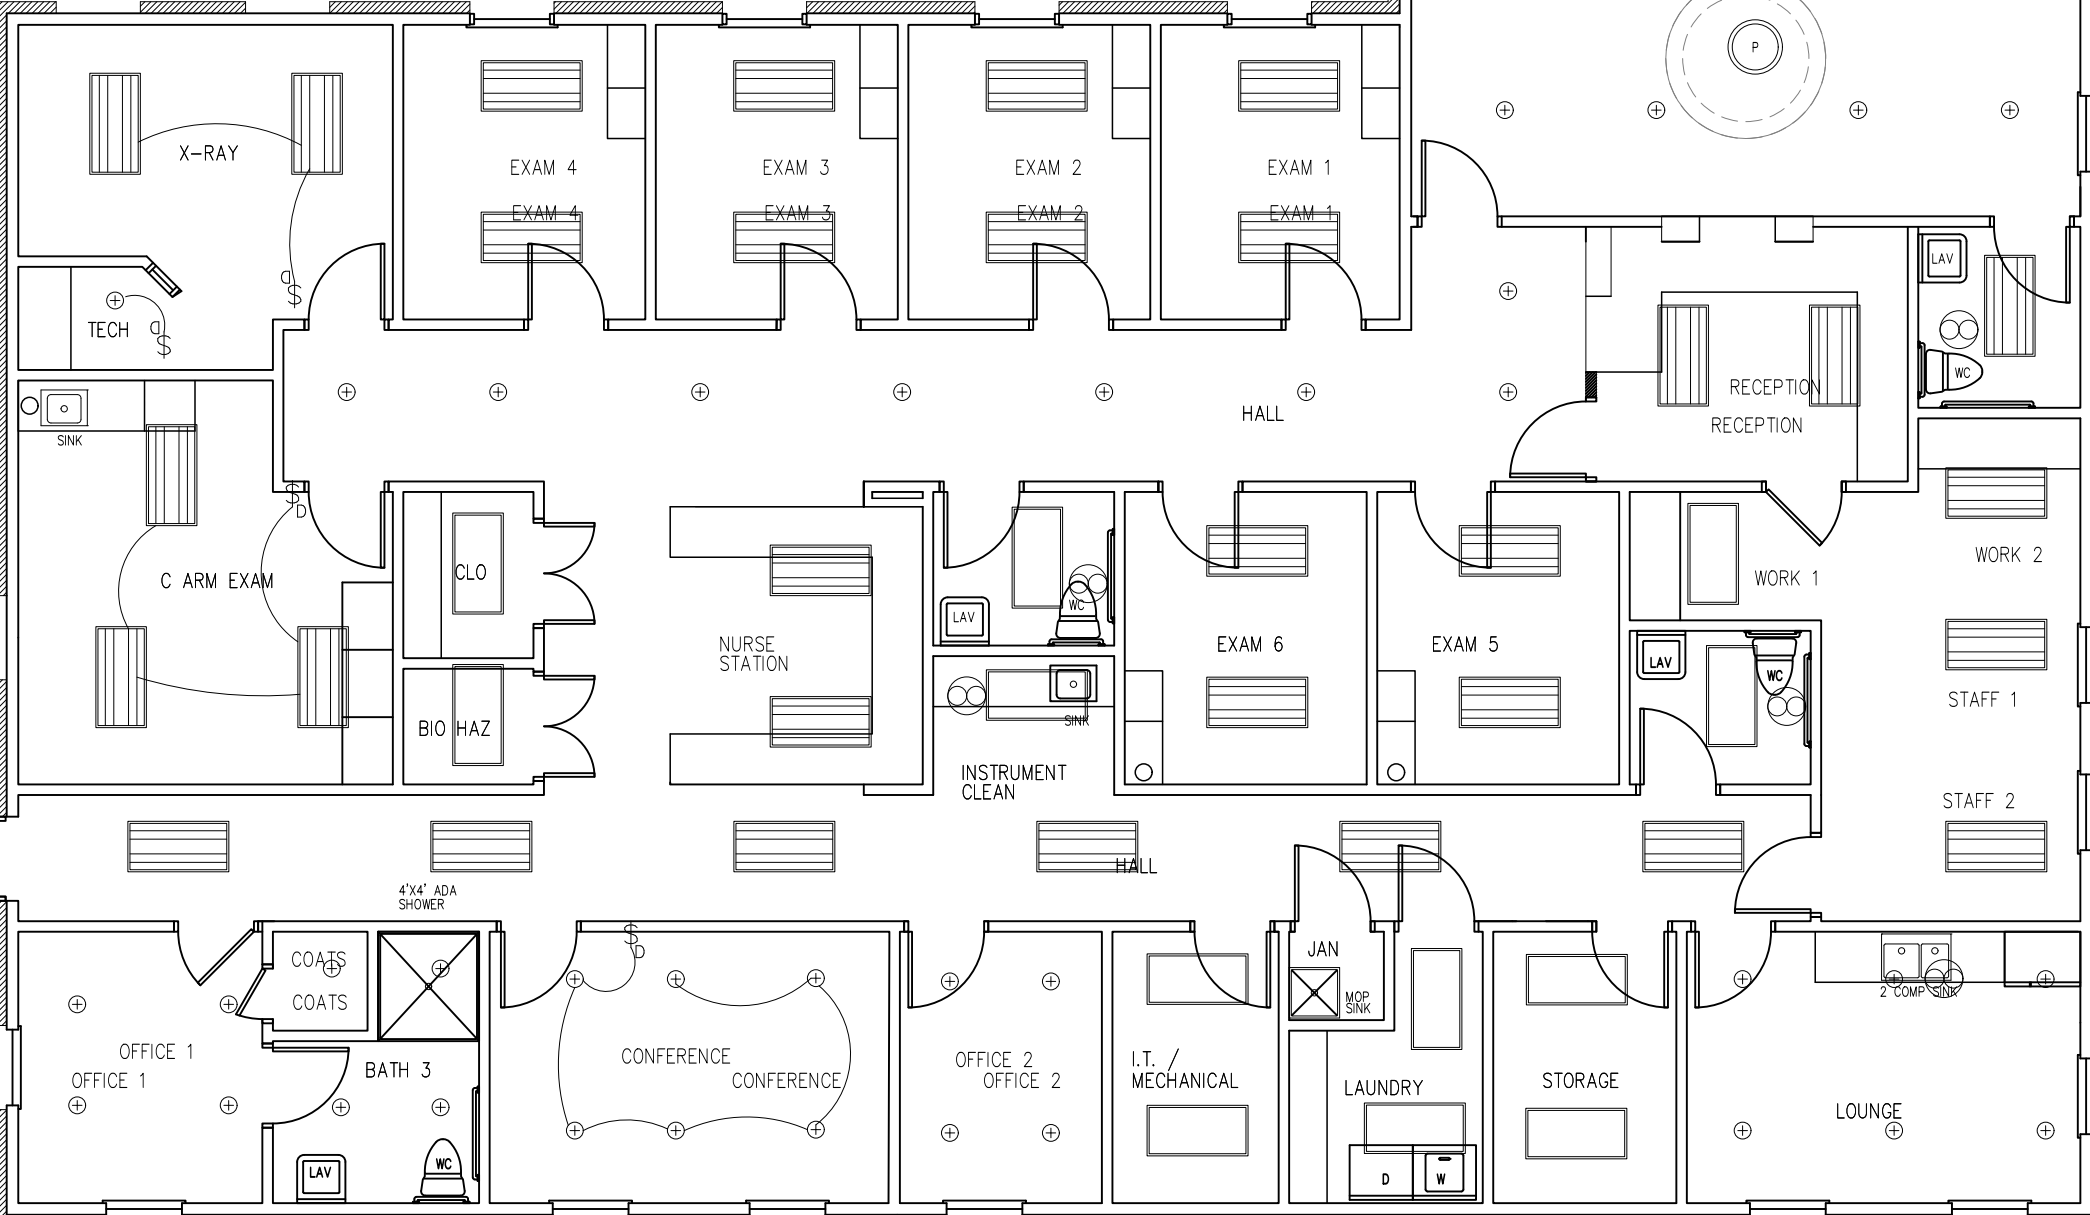 P
X-RAY
EXAM 4
EXAM 3
EXAM 2
EXAM 1
EXAM 4
EXAM 3
EXAM 2
EXAM 1
LAV
D
$
TECH
D
$
WC
RECEPTION
RECEPTION
HALL
SINK
$
D
C ARM EXAM
CLO
WORK 2
WORK 1
WC
LAV
NURSE
STATION
EXAM 6
EXAM 5
LAV
WC
STAFF 1
BIO HAZ
SINK
INSTRUMENT
CLEAN
STAFF 2
HALL
4'X4' ADA
SHOWER
$
D
COATS
COATS
JAN
MOP
SINK
2 COMP SINK
OFFICE 1
OFFICE 1
BATH 3
CONFERENCE
CONFERENCE
OFFICE 2
OFFICE 2
I.T. /
MECHANICAL
LAUNDRY
STORAGE
LOUNGE
LAV
WC
D
W